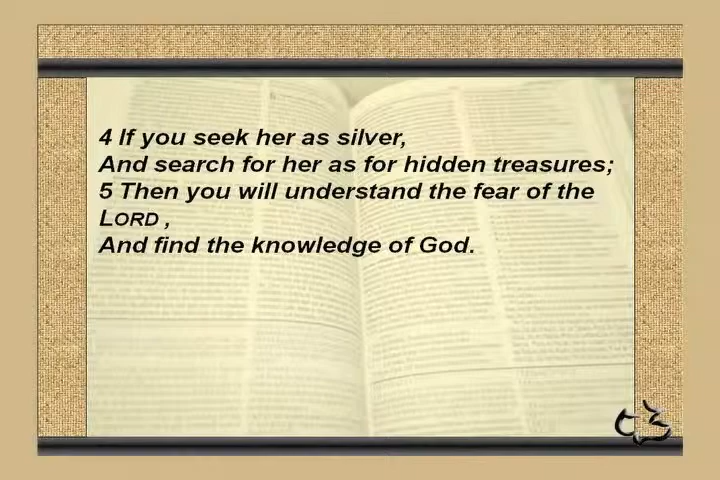 4 If you seek her as silver,
And search for her as for hidden treasures;
5 Then you will understand the fear of the
LORD ,
And find the knowledge of God.